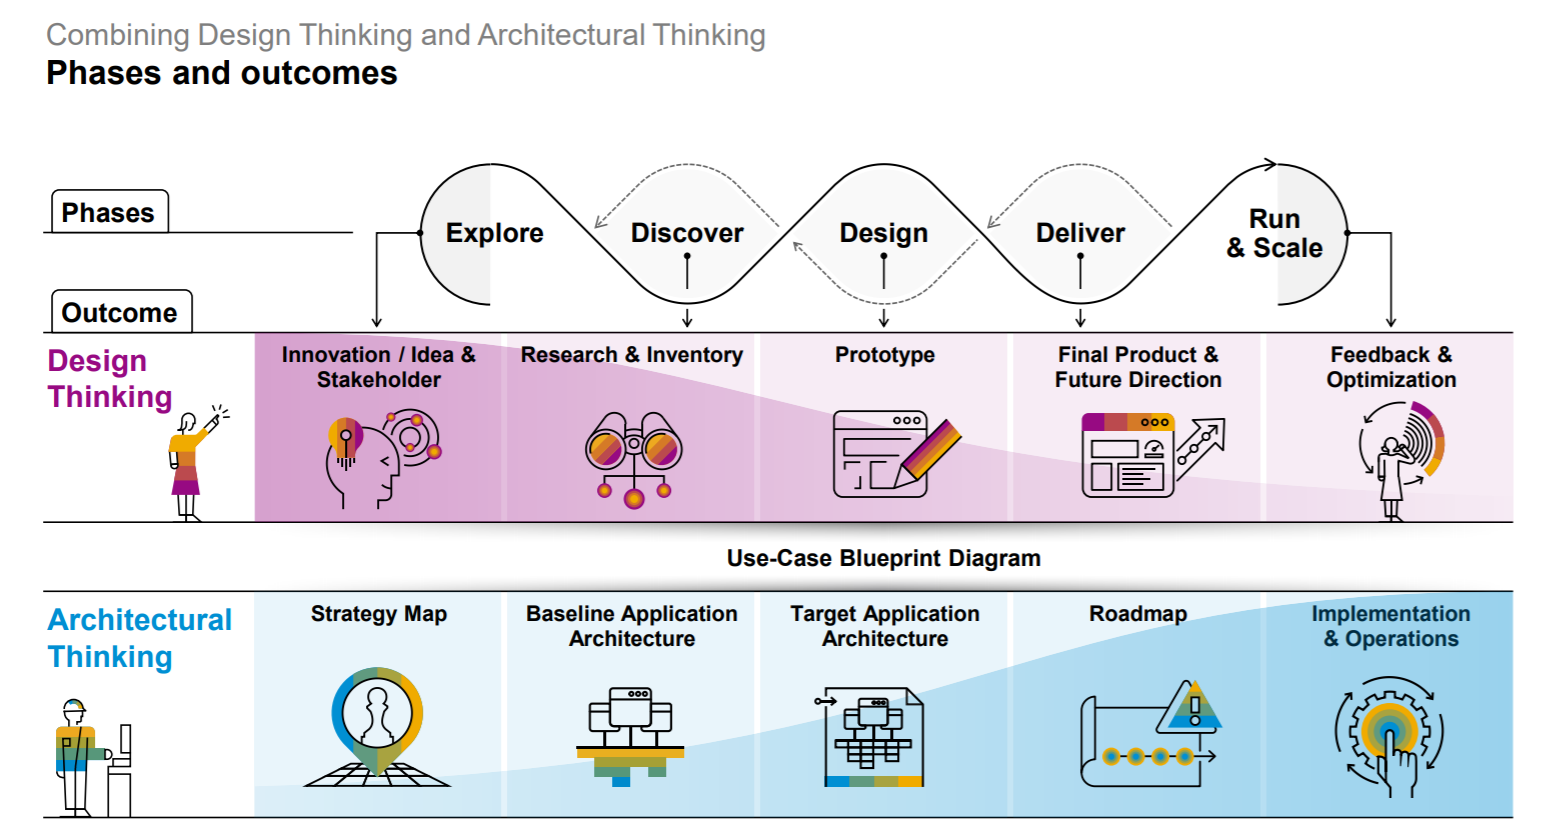 Combining Design Thinking and Architectural Thinking
Phases and outcomes
Phases
Explore
Discover
Design
Deliver
Run
& Scale
Outcome
Design
Thinking
Innovation / Idea &
Stakeholder
Research & Inventory
Prototype
Final Product &
Future Direction
Feedback &
Optimization
Use-Case Blueprint Diagram
Architectural
Thinking
Strategy Map
Baseline Application
Architecture
Target Application
Architecture
Roadmap
Implementation
& Operations